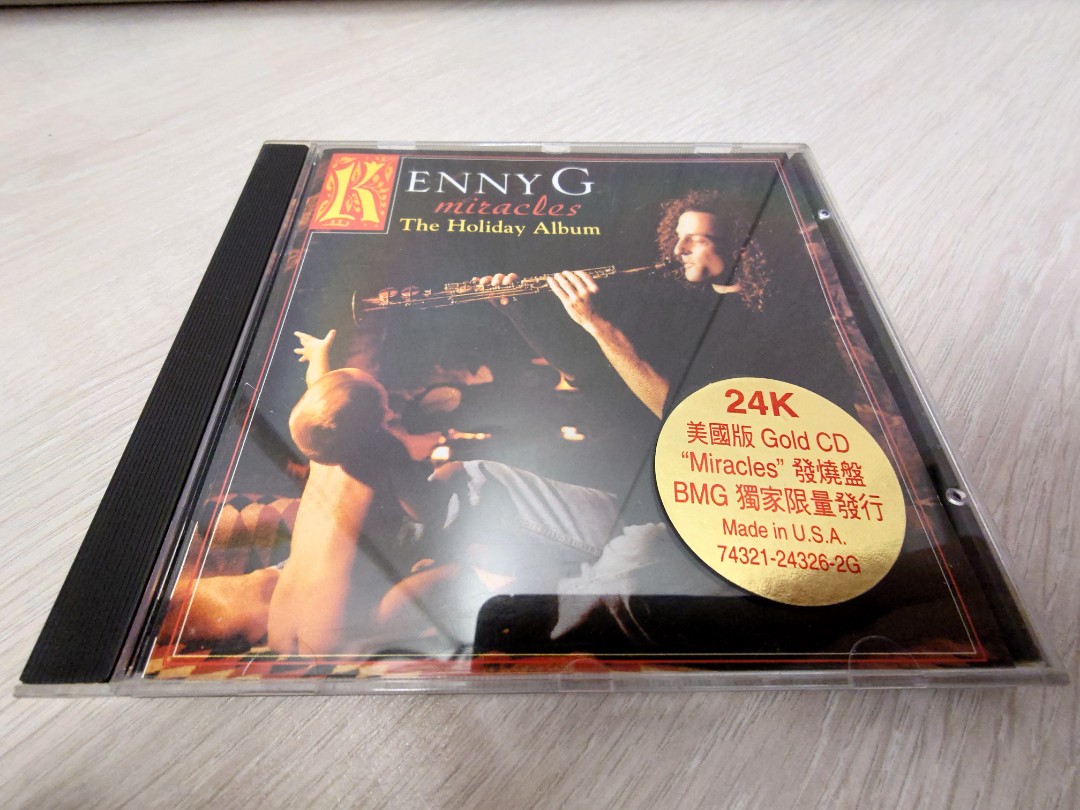 KENNY G
miracles
The Holiday Album
24K
美國版 Gold CD
“Miracles” 發燒盤
BMG 獨家限量發行
Made in U.S.A.
74321-24326-2G